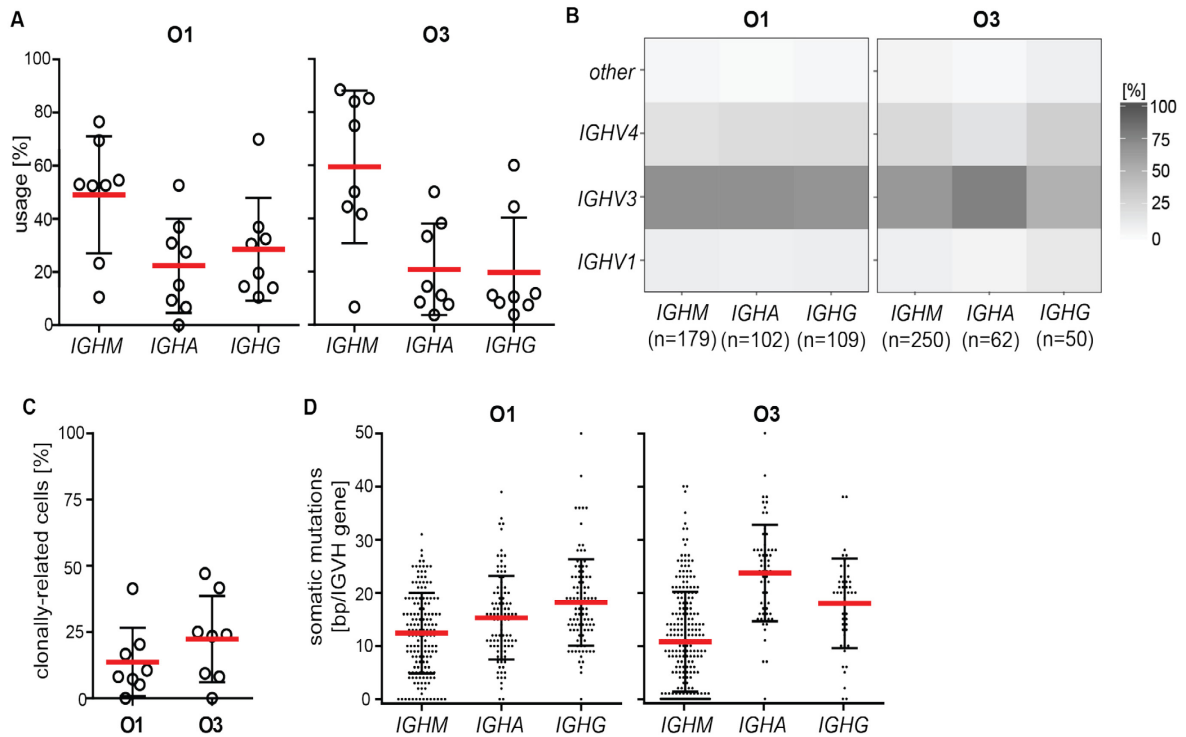 A
O1
O3
usage [%]
100
80
60
40
20
0
IGHM
IGHA
IGHG
IGHM
IGHA
IGHG
B
O1
O3
other
IGHV4
IGHV3
IGHV1
IGHM
IGHA
IGHG
IGHM
IGHA
IGHG
(n=179)
(n=102)
(n=109)
(n=250)
(n=62)
(n=50)
[%]
100
75
50
25
0
C
clonally-related cells [%]
100
75
50
25
0
O1
O3
D
O1
O3
somatic mutations
[bp/IGVH gene]
50
40
30
20
10
0
IGHM
IGHA
IGHG
IGHM
IGHA
IGHG